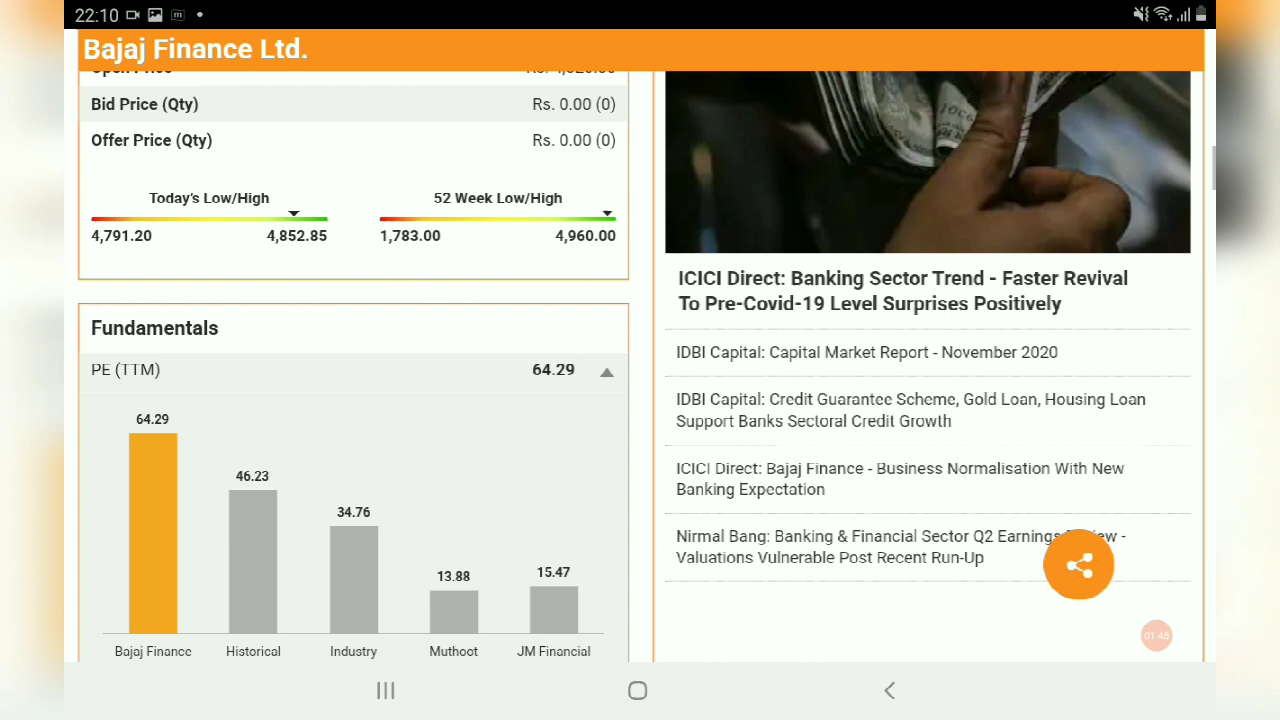 22:10
Bajaj Finance Ltd.
Bid Price (Qty) Rs. 0.00 (0)
Offer Price (Qty) Rs. 0.00 (0)
Today's Low/High 52 Week Low/High
4,791.20 4,852.85 1,783.00 4,960.00
Fundamentals
PE (TTM) 64.29
64.29
46.23
34.76
13.88
15.47
Bajaj Finance Historical Industry Muthoot JM Financial
ICICI Direct: Banking Sector Trend - Faster Revival
To Pre-Covid-19 Level Surprises Positively
IDBI Capital: Capital Market Report - November 2020
IDBI Capital: Credit Guarantee Scheme, Gold Loan, Housing Loan
Support Banks Sectoral Credit Growth
ICICI Direct: Bajaj Finance - Business Normalisation With New
Banking Expectation
Nirmal Bang: Banking & Financial Sector Q2 Earnings -
Valuations Vulnerable Post Recent Run-Up
01:45